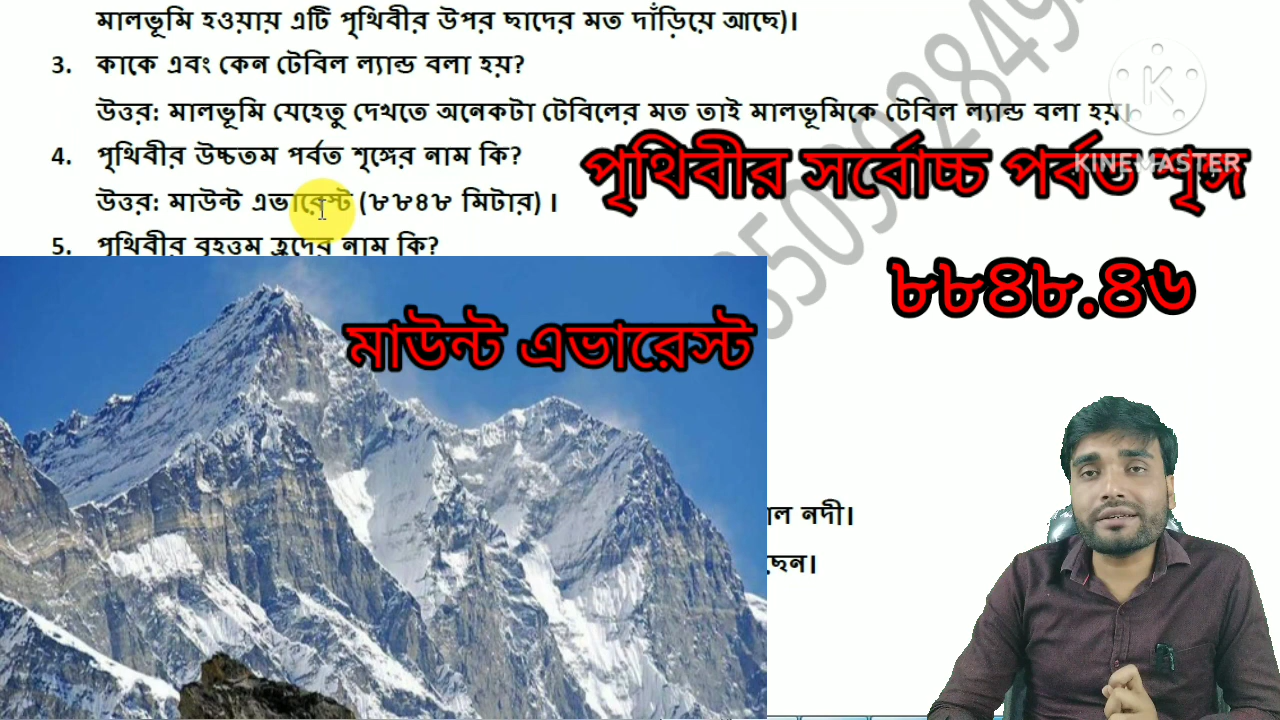 মালভূমি হওয়ায় এটি পৃথিবীর উপর ছাদের মত দাঁড়িয়ে আছে)।
3. কাকে এবং কেন টেবিল ল্যান্ড বলা হয়?
উত্তর: মালভূমি যেহেতু দেখতে অনেকটা টেবিলের মত তাই মালভূমিকে টেবিল ল্যান্ড বলা হয়।
4. পৃথিবীর উচ্চতম পর্বত শৃঙ্গের নাম কি?
উত্তর: মাউন্ট এভারেস্ট (৮৮৪৮ মিটার) ।
5. পৃথিবীর বৃহত্তম হ্রদের নাম কি?
পৃথিবীর সর্বোচ্চ পর্বত শৃঙ্গ
KINEMASTER
৮৮৪৮.৪৬
মাউন্ট এভারেস্ট
নদী।